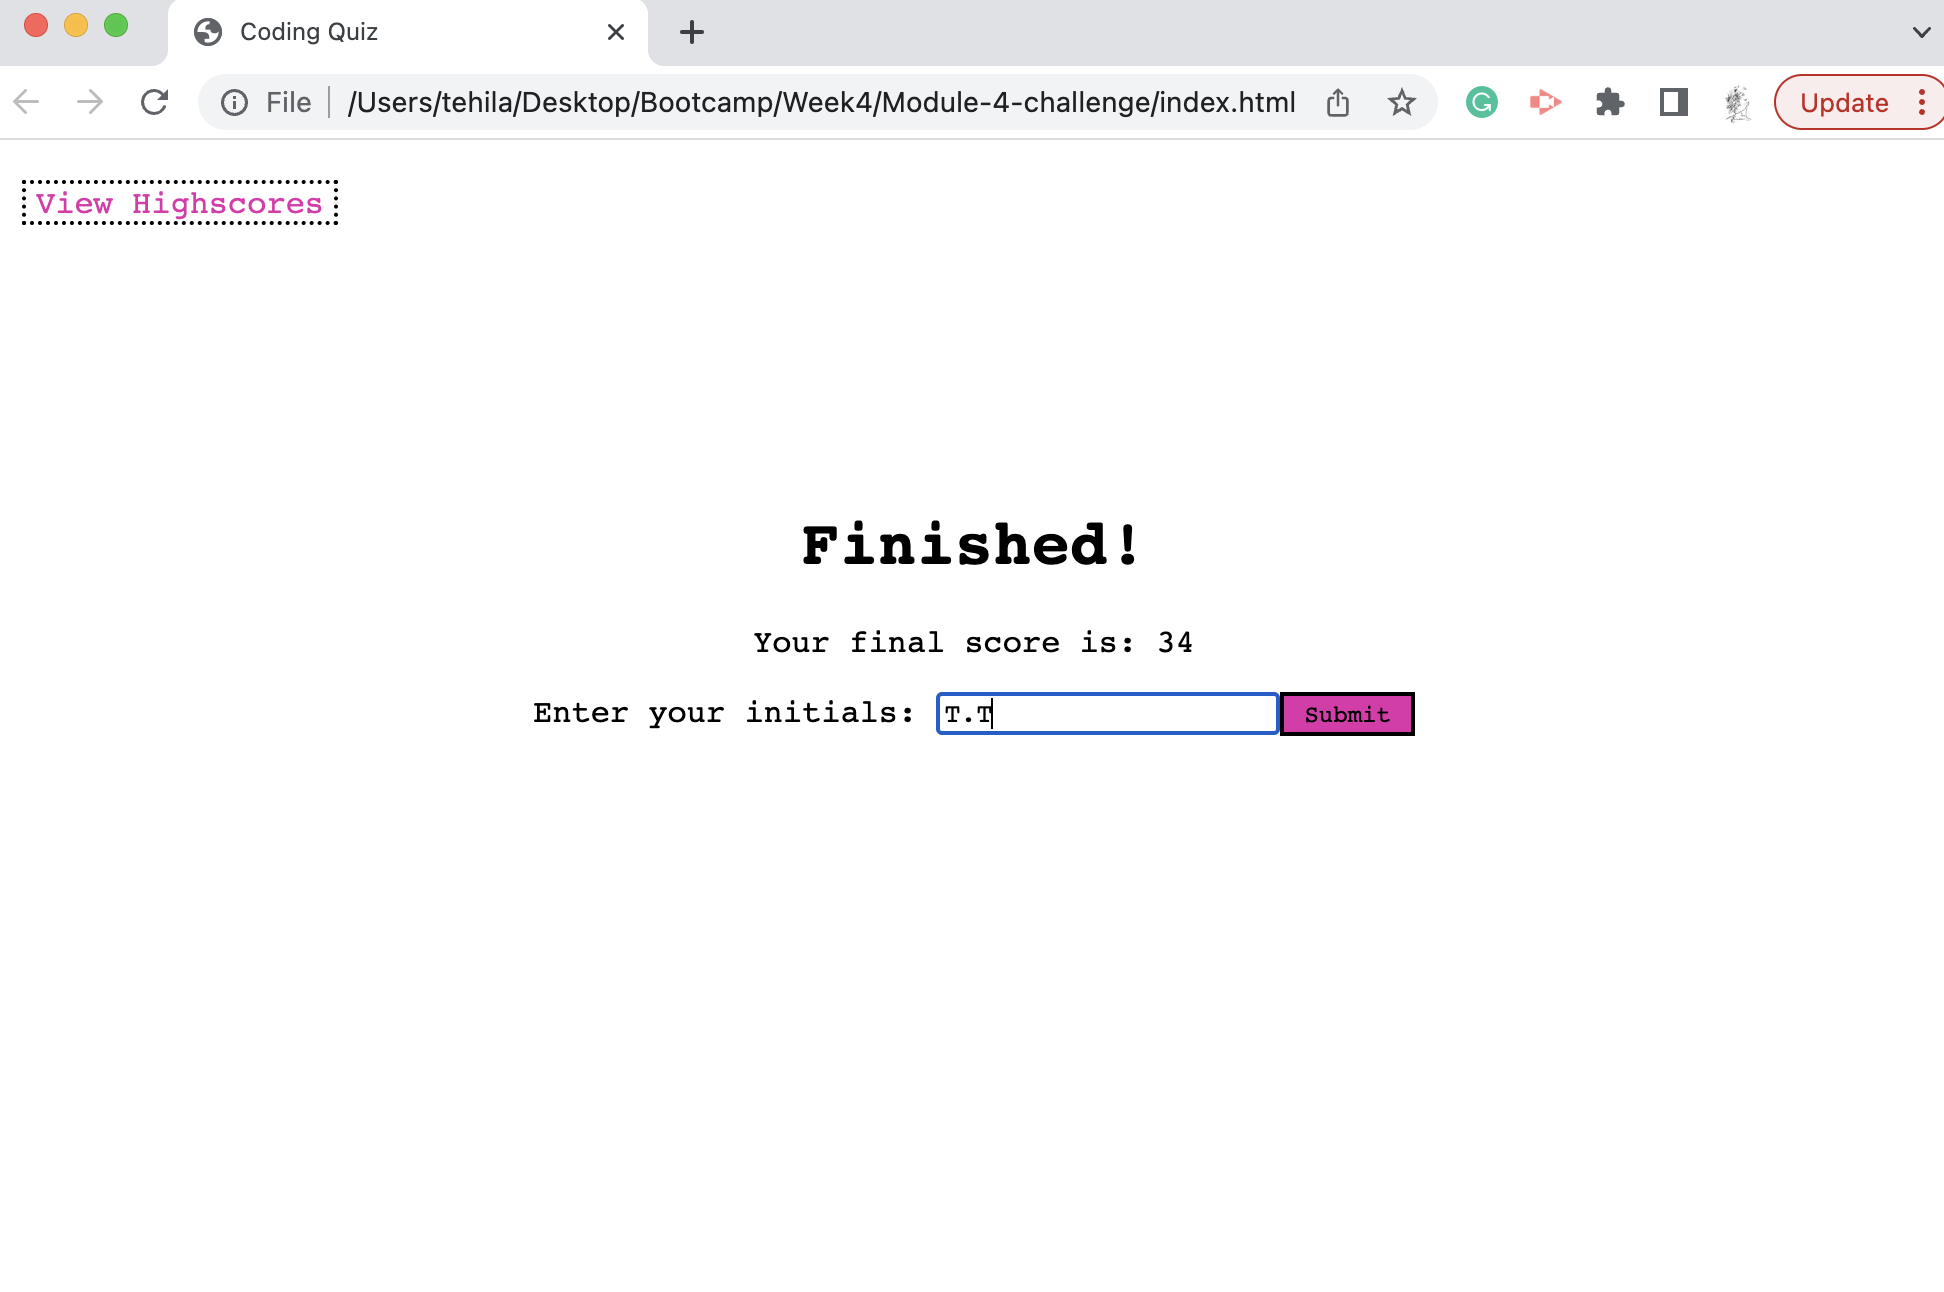 Coding Quiz
File /Users/tehila/Desktop/Bootcamp/Week4/Module-4-challenge/index.html Update
View Highscores
Finished!
Your final score is: 34
Enter your initials: T.T Submit